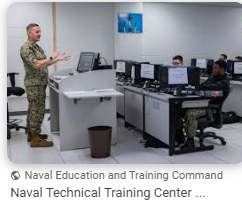 Naval Education and Training Command
Naval Technical Training Center ...